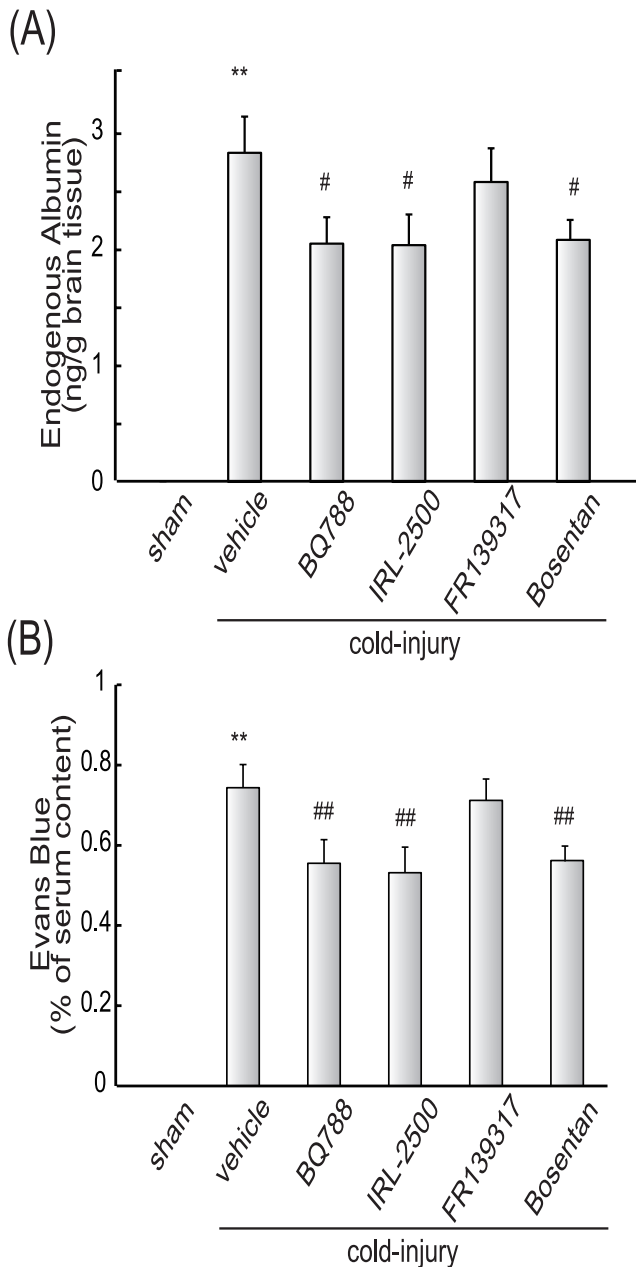 (A)
**
Endogenous Albumin
(ng/g brain tissue)
3
2
1
0
#
#
#
sham
vehicle
BQ788
IRL-2500
FR139317
Bosentan
cold-injury
(B)
**
Evans Blue
(% of serum content)
1
0.8
0.6
0.4
0.2
0
##
##
##
sham
vehicle
BQ788
IRL-2500
FR139317
Bosentan
cold-injury